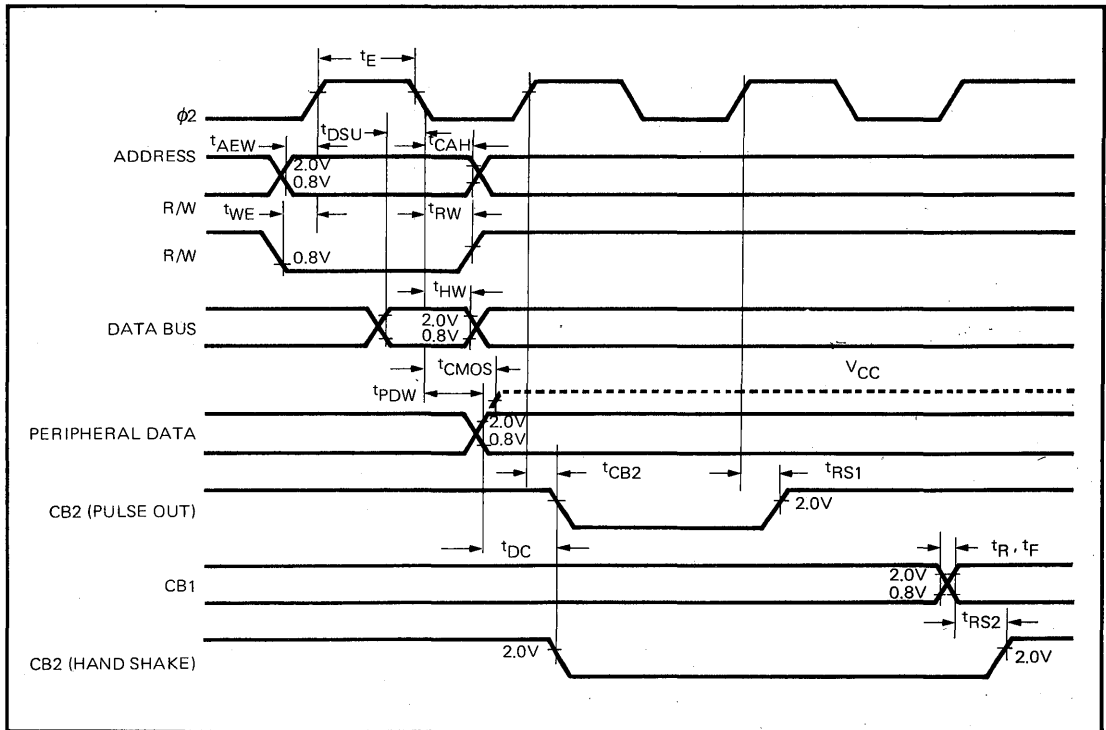 tE
ϕ2
tAEW
tDSU
tCAH
ADDRESS
2.0V
0.8V
R/W
tWE
tRW
R/W
0.8V
tHW
DATA BUS
2.0V
0.8V
tCMOS
VCC
tPDW
PERIPHERAL DATA
2.0V
0.8V
tCB2
tRS1
CB2 (PULSE OUT)
2.0V
tDC
tR , tF
CB1
2.0V
0.8V
tRS2
CB2 (HAND SHAKE)
2.0V
2.0V